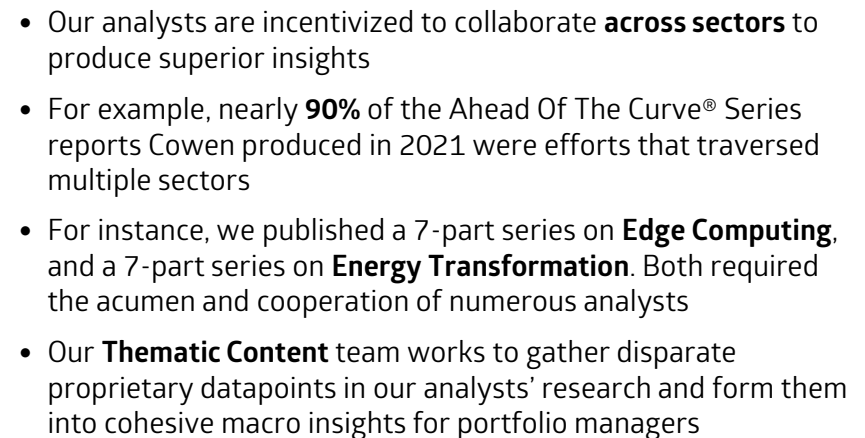 • Our analysts are incentivized to collaborate across sectors to
produce superior insights
• For example, nearly 90% of the Ahead Of The Curve® Series
reports Cowen produced in 2021 were efforts that traversed
multiple sectors
• For instance, we published a 7-part series on Edge Computing,
and a 7-part series on Energy Transformation. Both required
the acumen and cooperation of numerous analysts
• Our Thematic Content team works to gather disparate
proprietary datapoints in our analysts’ research and form them
into cohesive macro insights for portfolio managers